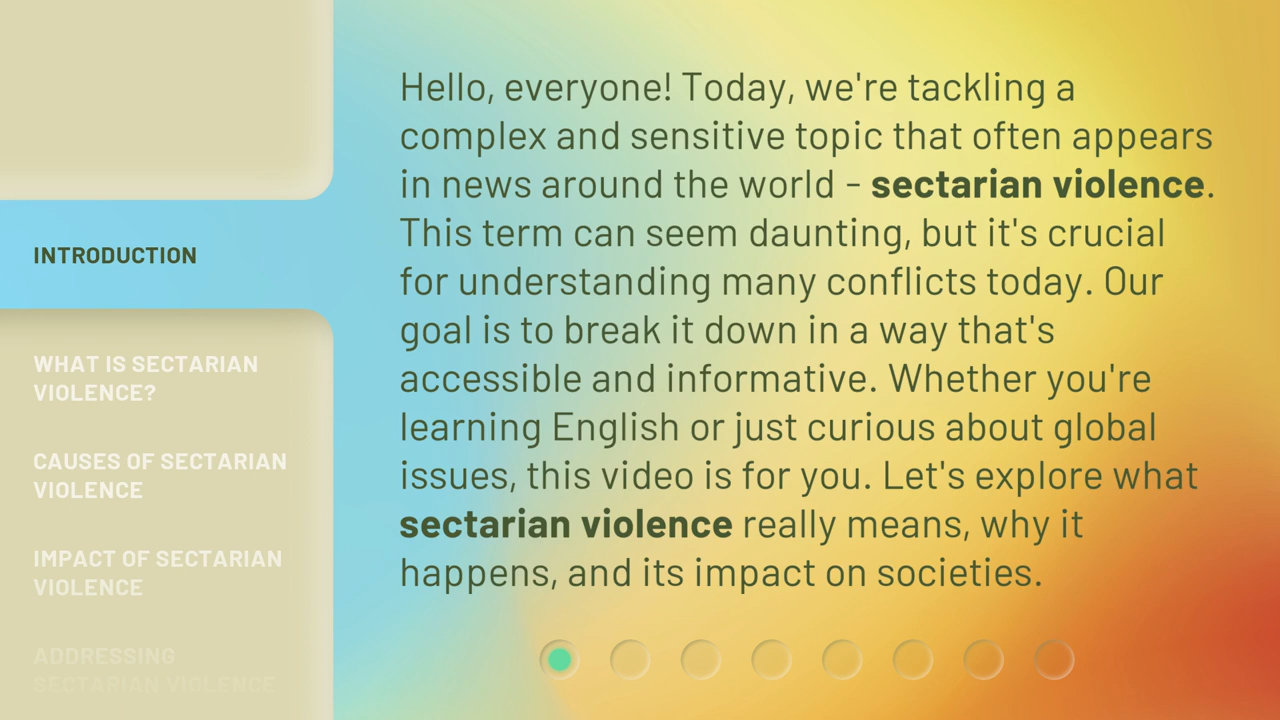 INTRODUCTION
WHAT IS SECTARIAN
VIOLENCE?
CAUSES OF SECTARIAN
VIOLENCE
IMPACT OF SECTARIAN
VIOLENCE
ADDRESSING
SECTARIAN VIOLENCE
Hello, everyone! Today, we're tackling a
complex and sensitive topic that often appears
in news around the world - sectarian violence.
This term can seem daunting, but it's crucial
for understanding many conflicts today. Our
goal is to break it down in a way that's
accessible and informative. Whether you're
learning English or just curious about global
issues, this video is for you. Let's explore what
sectarian violence really means, why it
happens, and its impact on societies.